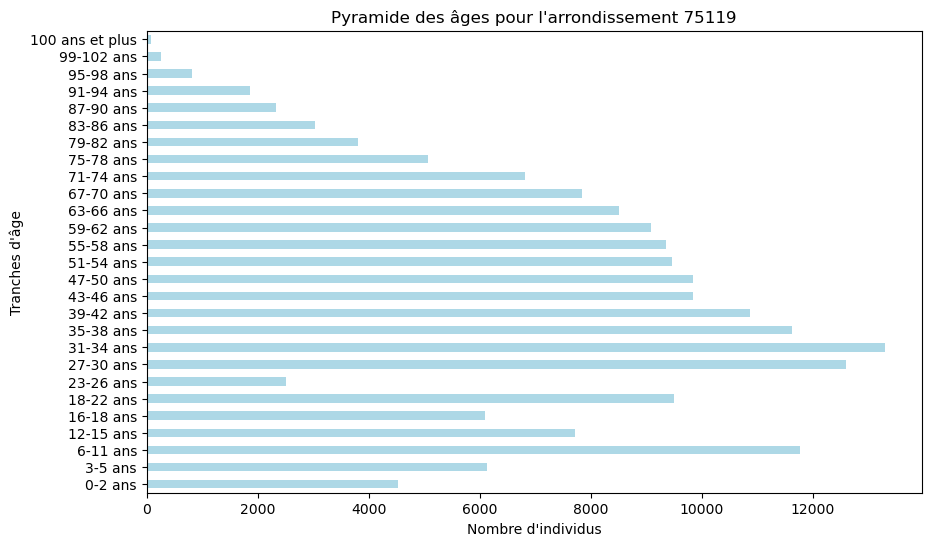 Pyramide des âges pour l'arrondissement 75119
100 ans et plus
99-102 ans
95-98 ans
91-94 ans
87-90 ans
83-86 ans
79-82 ans
75-78 ans
71-74 ans
67-70 ans
63-66 ans
59-62 ans
55-58 ans
51-54 ans
47-50 ans
43-46 ans
39-42 ans
35-38 ans
31-34 ans
27-30 ans
23-26 ans
18-22 ans
16-18 ans
12-15 ans
6-11 ans
3-5 ans
0-2 ans
Tranches d'âge
0 2000 4000 6000 8000 10000 12000
Nombre d'individus